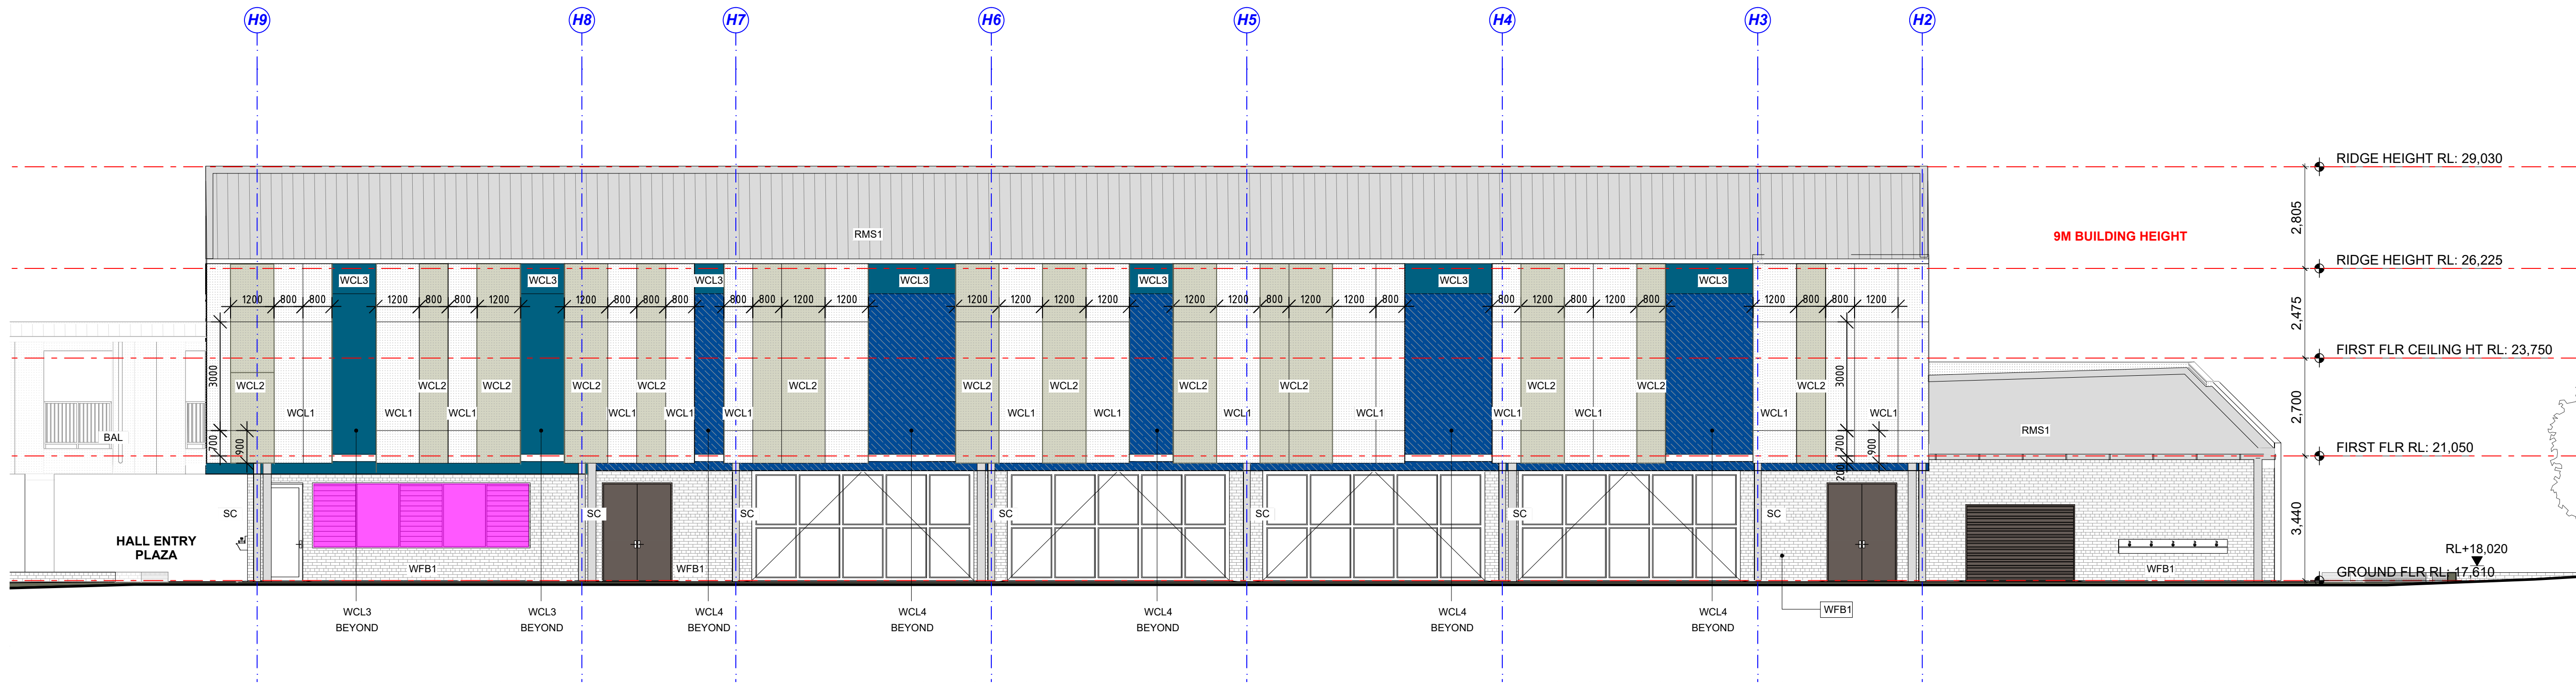 H9 H8 H7 H6 H5 H4 H3 H2
RIDGE HEIGHT RL: 29,030
2,805
RMS1
9M BUILDING HEIGHT
RIDGE HEIGHT RL: 26,225
WCL3 WCL3 WCL3 WCL3 WCL3 WCL3 WCL3
1200 800 800 1200 800 800 1200 1200 800 800 800 800 800 1200 1200 1200 1200 1200 1200 1200 1200 800 1200 800 800 1200 800 1200 800 1200 800 800 1200
2,475
FIRST FLR CEILING HT RL: 23,750
3000 3000
WCL2 WCL2 WCL2 WCL2 WCL2 WCL2 WCL2 WCL2 WCL2 WCL2 WCL2 WCL2 WCL2
2,700
WCL1 WCL1 WCL1 WCL1 WCL1 WCL1 WCL1 WCL1 WCL1 WCL1 WCL1 WCL1 WCL1 WCL1
RMS1
BAL
700 900 700 900
FIRST FLR RL: 21,050
200
SC SC SC SC SC SC SC
3,440
HALL ENTRY
PLAZA
RL+18,020
WFB1 WFB1 WFB1
GROUND FLR RL: 17,610
WCL3 WCL3 WCL4 WCL4 WCL4 WCL4 WCL4 WFB1
BEYOND BEYOND BEYOND BEYOND BEYOND BEYOND BEYOND